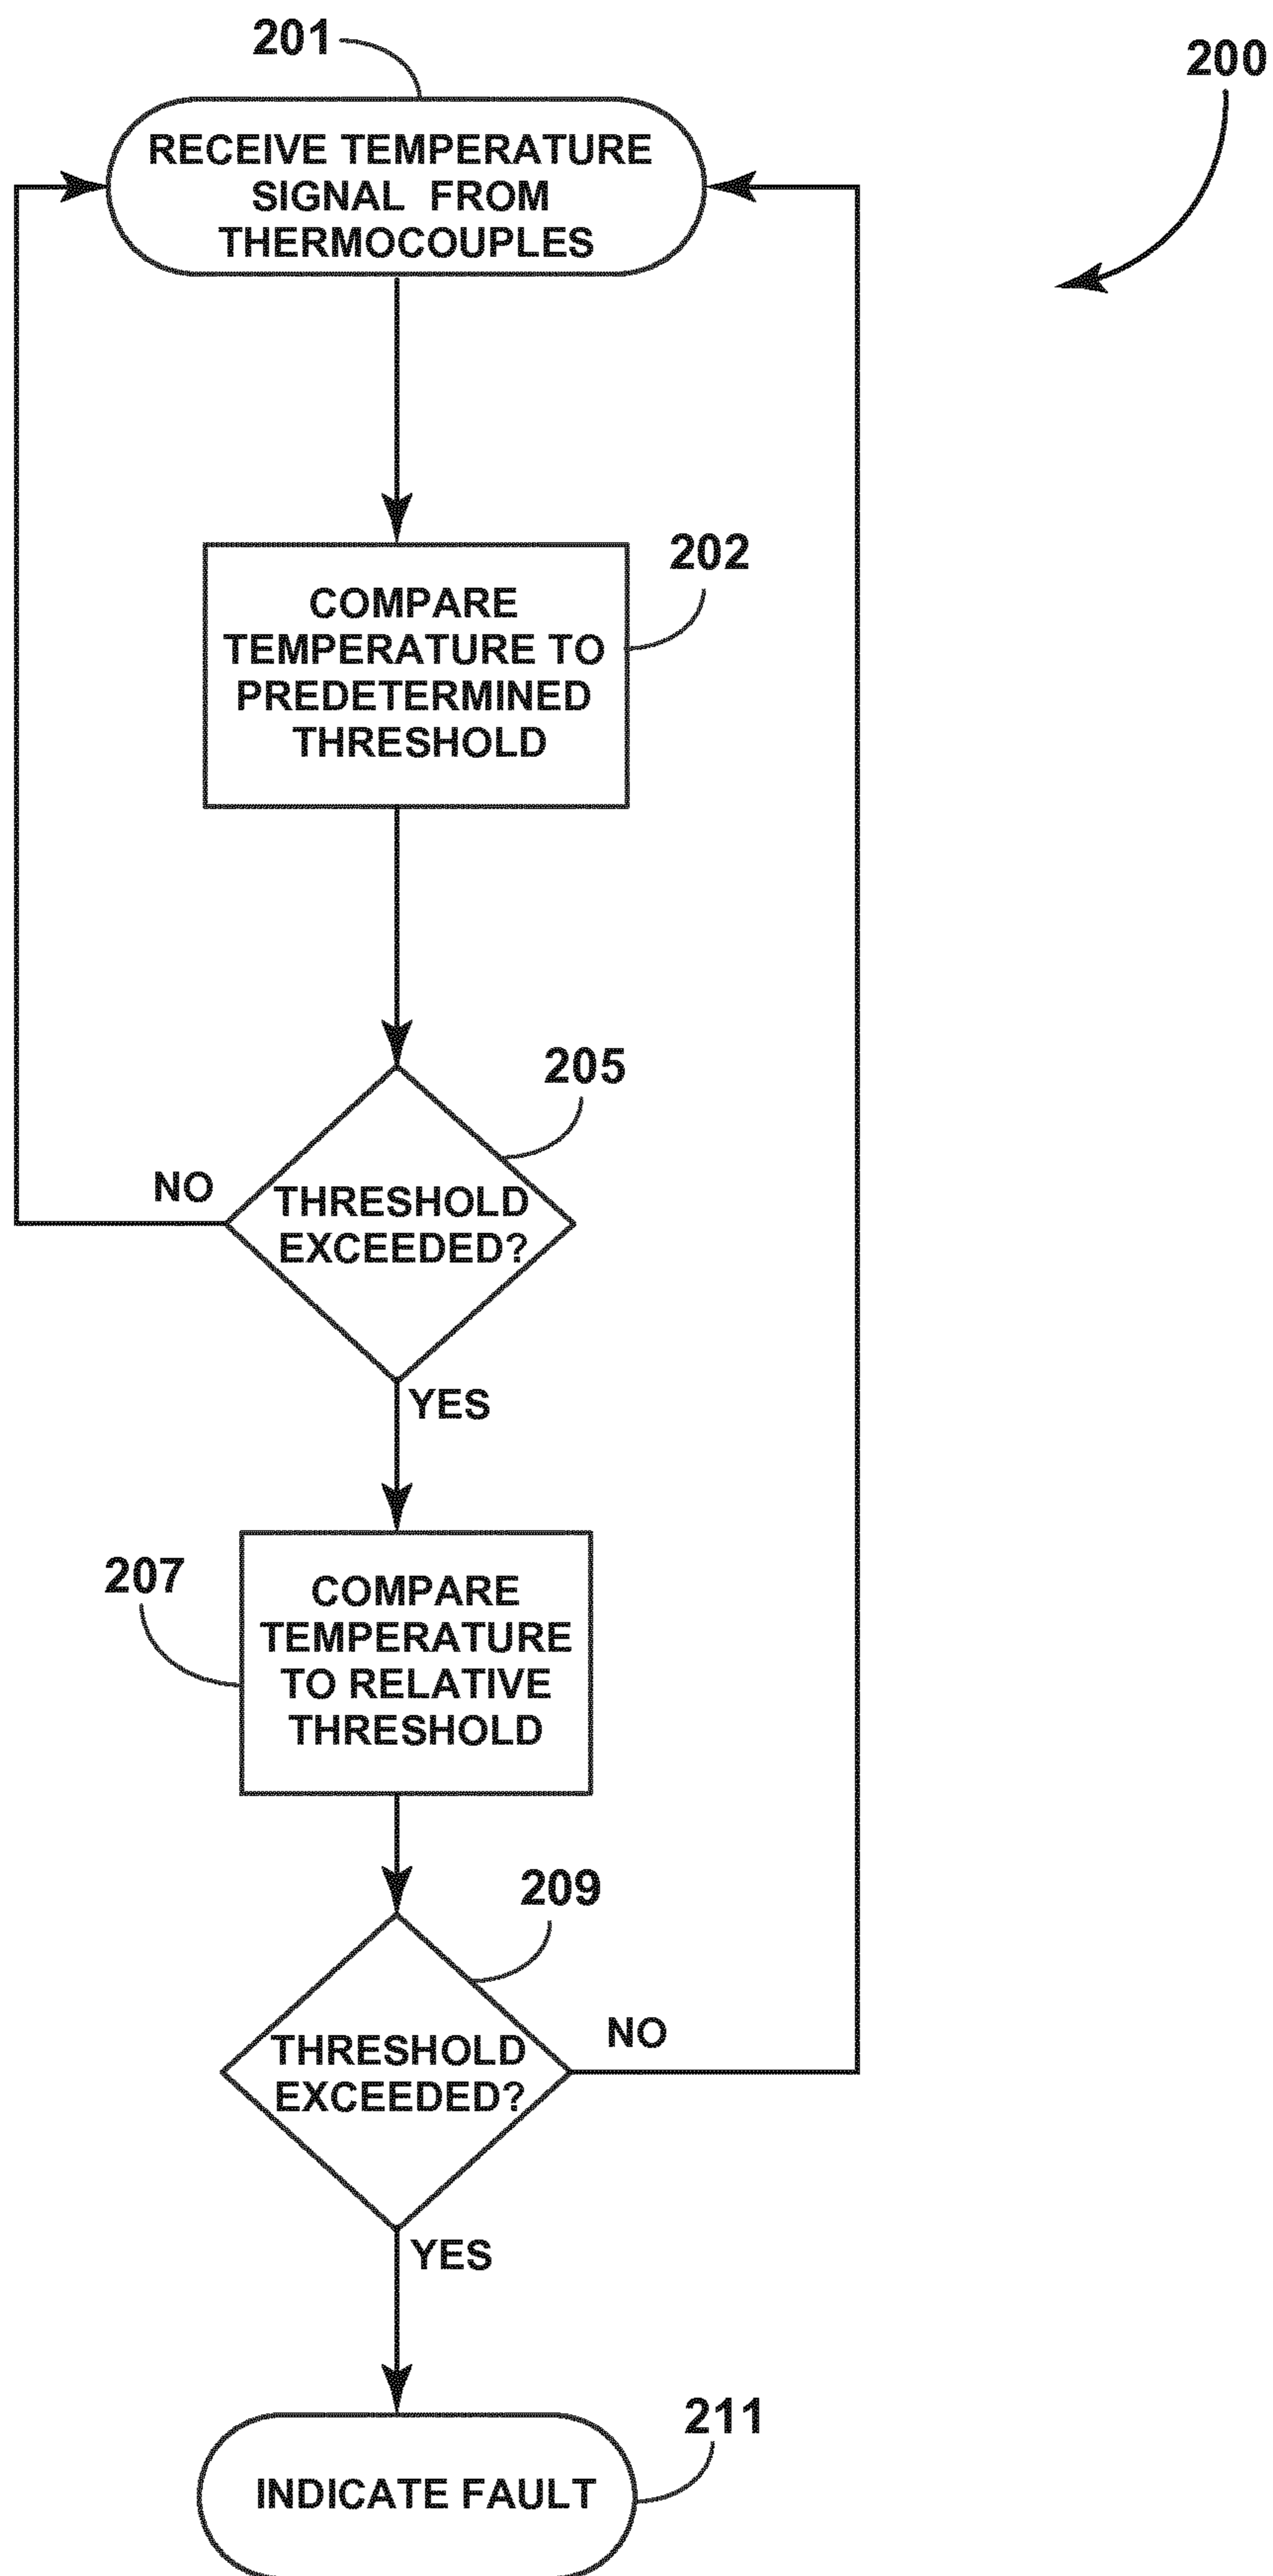 201
200
RECEIVE TEMPERATURE
SIGNAL FROM
THERMOCOUPLES
202
COMPARE
TEMPERATURE TO
PREDETERMINED
THRESHOLD
205
NO
THRESHOLD
EXCEEDED?
YES
207
COMPARE
TEMPERATURE
TO RELATIVE
THRESHOLD
209
NO
THRESHOLD
EXCEEDED?
YES
211
INDICATE FAULT